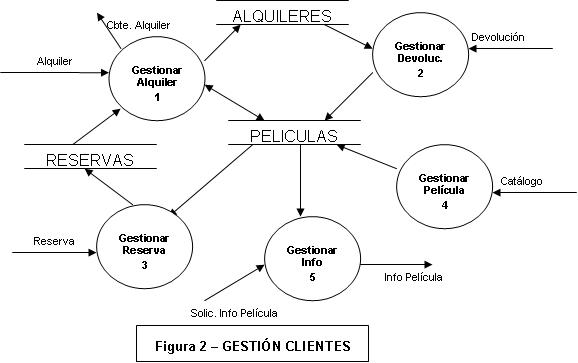 ALQUILERES
Cbte. Alquiler
Alquiler
Gestionar
Alquiler
1
Gestionar
Devoluc.
2
Devolución
PELICULAS
RESERVAS
Gestionar
Película
4
Catálogo
Reserva
Gestionar
Reserva
3
Gestionar
Info
5
Info Película
Solic. Info Película
Figura 2 – GESTIÓN CLIENTES